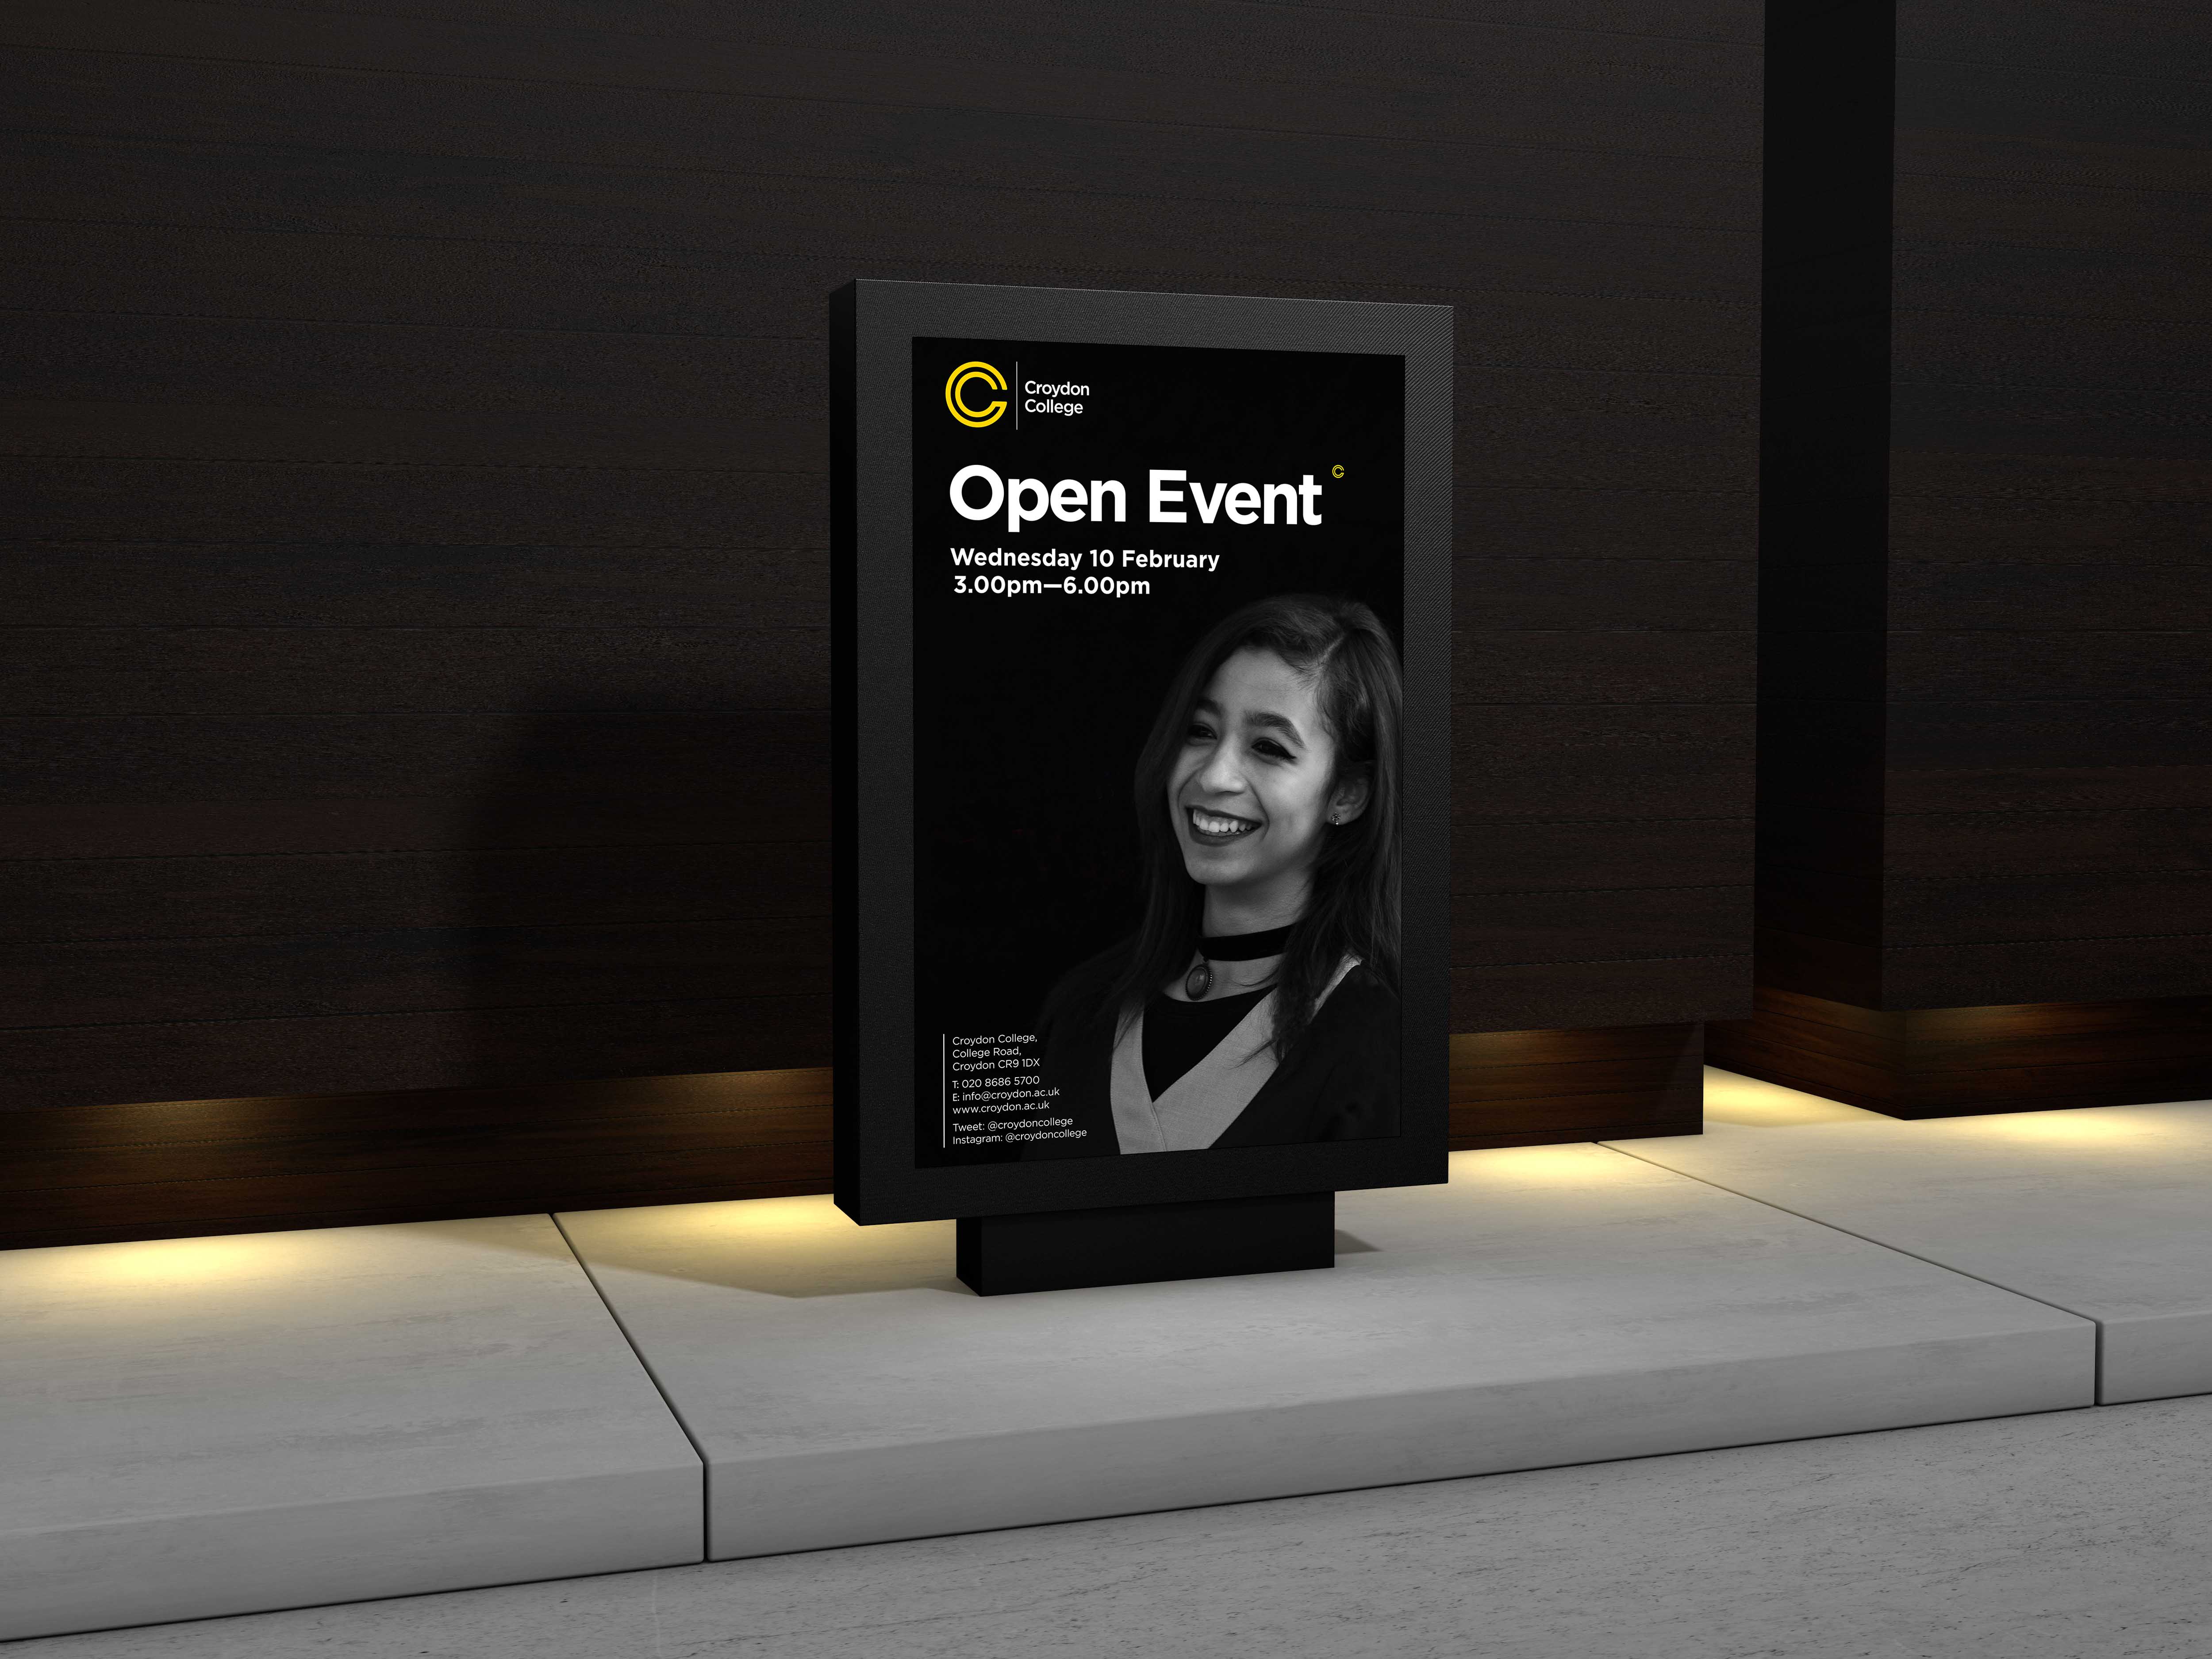 Croydon
College
Open Event
Wednesday 10 February
3.00pm—6.00pm
Croydon College,
College Road,
Croydon CR9 1DX
T: 020 8686 5700
E: info@croydon.ac.uk
www.croydon.ac.uk
Tweet: @croydoncollege
Instagram: @croydoncollege